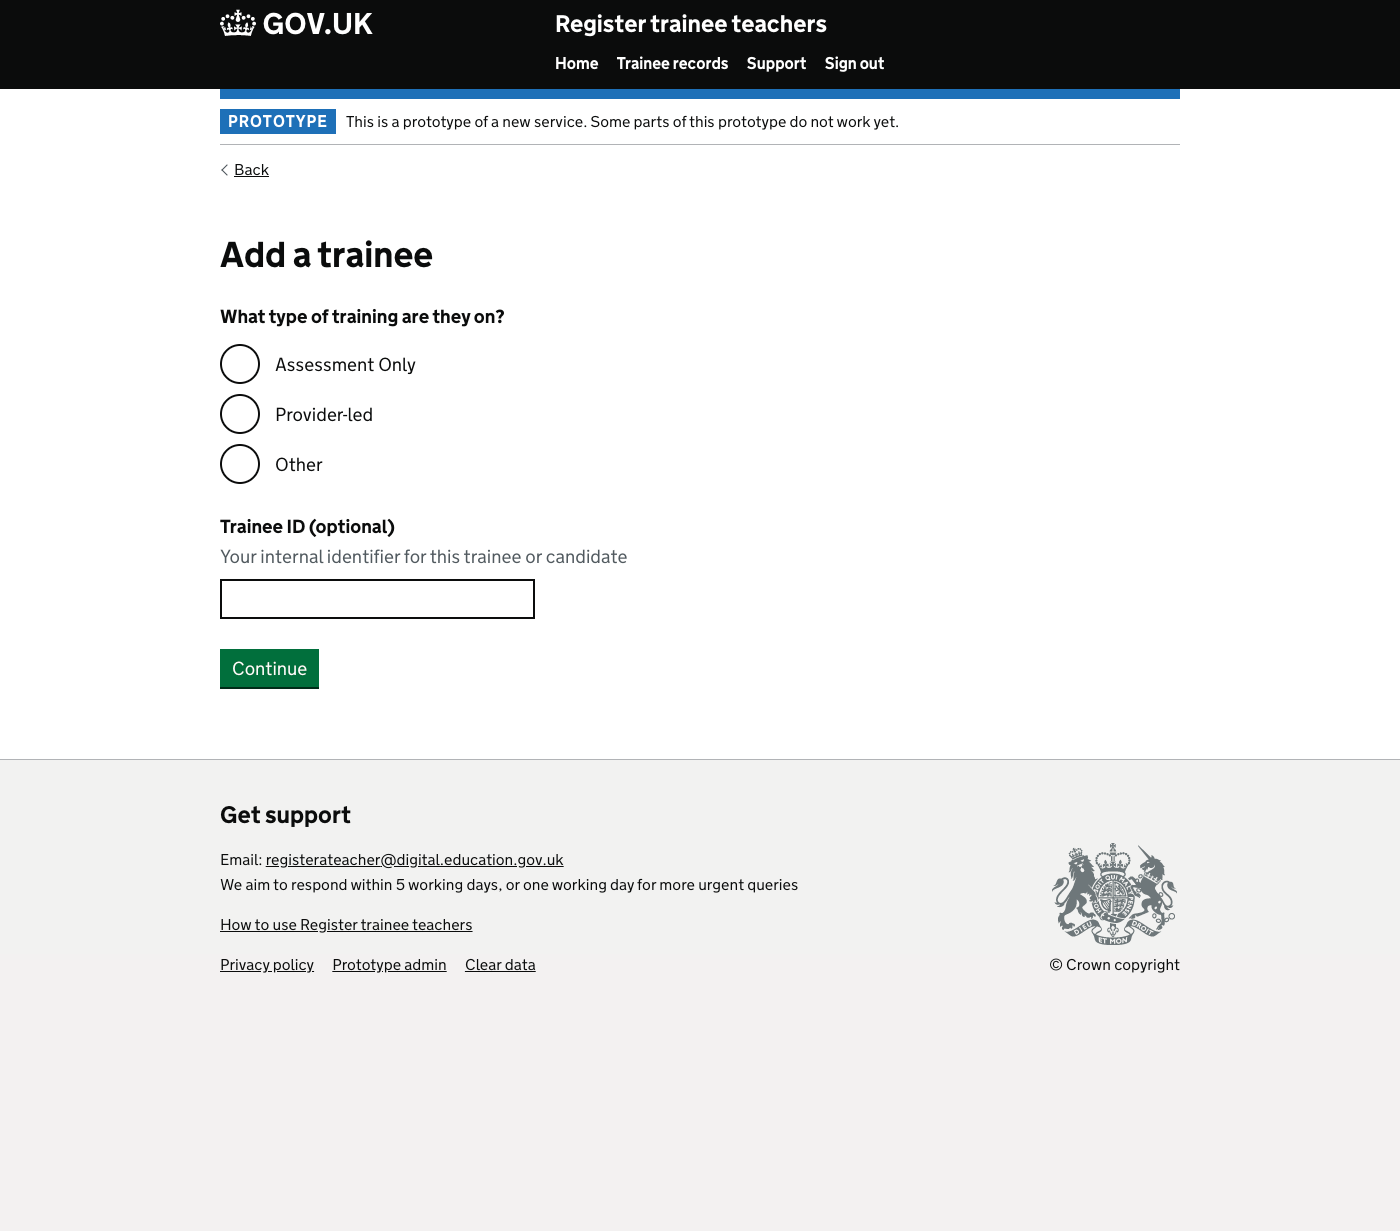 GOV.UK
Register trainee teachers
Home Trainee records Support Sign out
PROTOTYPE This is a prototype of a new service. Some parts of this prototype do not work yet.
Back
Add a trainee
What type of training are they on?
Assessment Only
Provider-led
Other
Trainee ID (optional)
Your internal identifier for this trainee or candidate
Continue
Get support
Email: registerateacher@digital.education.gov.uk
We aim to respond within 5 working days, or one working day for more urgent queries
How to use Register trainee teachers
Privacy policy Prototype admin Clear data
DIEU ET MON DROIT
© Crown copyright